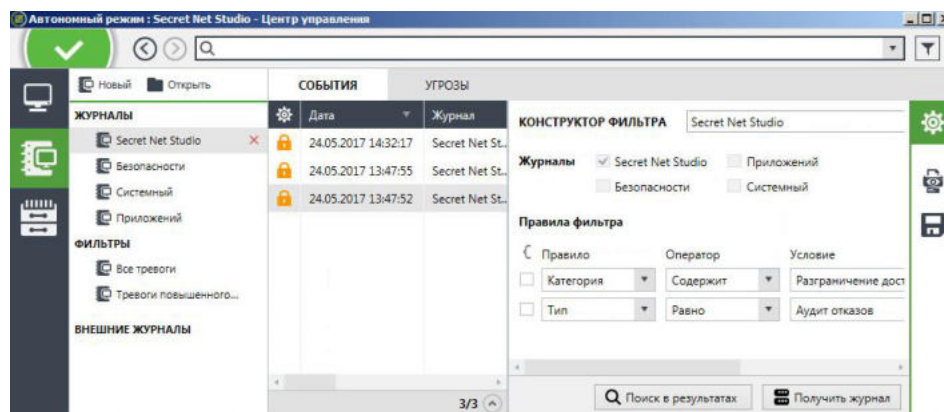 Автономный режим : Secret Net Studio - Центр управления
Новый Открыть
СОБЫТИЯ УГРОЗЫ
ЖУРНАЛЫ
Secret Net Studio
Безопасности
Системный
Приложений
ФИЛЬТРЫ
Все тревоги
Тревоги повышенного...
ВНЕШНИЕ ЖУРНАЛЫ
Дата Журнал
24.05.2017 14:32:17 Secret Net St...
24.05.2017 13:47:55 Secret Net St...
24.05.2017 13:47:52 Secret Net St...
3/3
КОНСТРУКТОР ФИЛЬТРА Secret Net Studio
Журналы Secret Net Studio Приложений
Безопасности Системный
Правила фильтра
Правило Оператор Условие
Категория Содержит Разграничение дост
Тип Равно Аудит отказов
Поиск в результатах Получить журнал